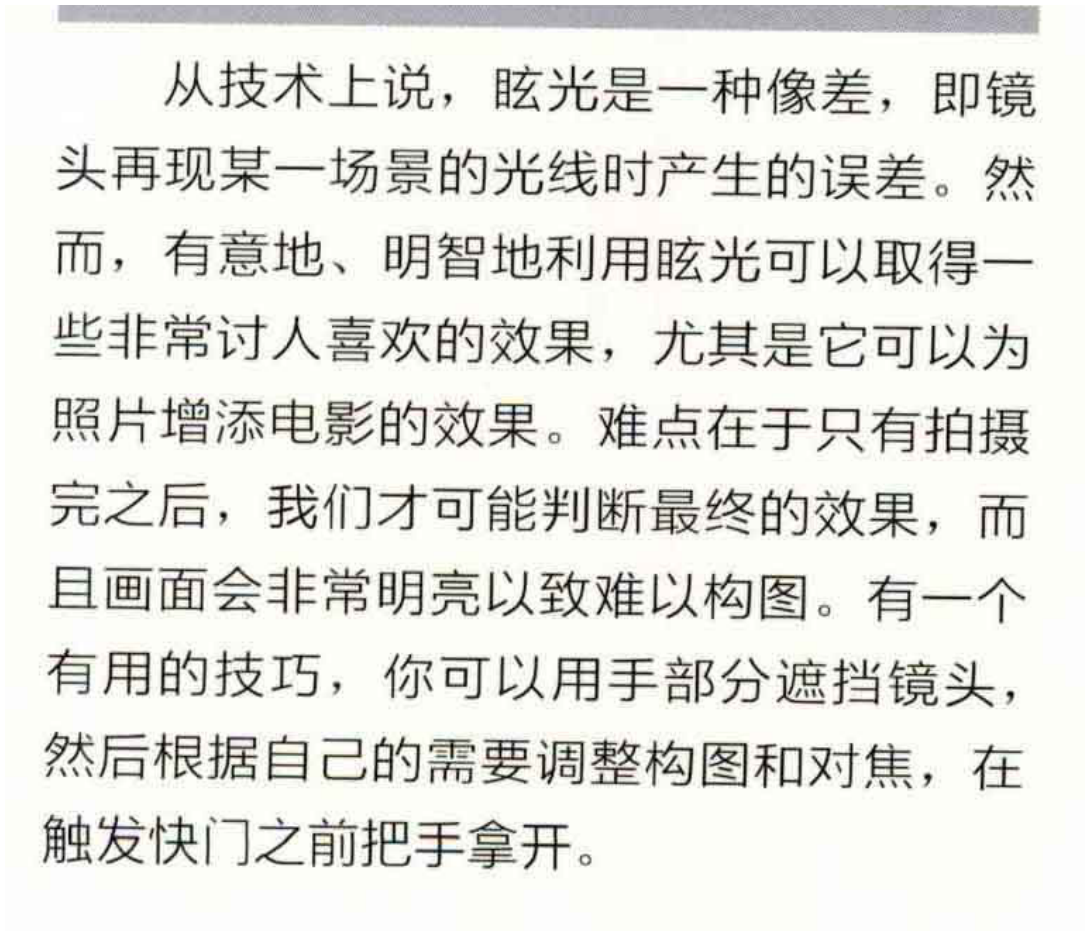 从技术上说，眩光是一种像差，即镜
头再现某一场景的光线时产生的误差。然
而，有意地、明智地利用眩光可以取得一
些非常讨人喜欢的效果，尤其是它可以为
照片增添电影的效果。难点在于只有拍摄
完之后，我们才可能判断最终的效果，而
且画面会非常明亮以致难以构图。有一个
有用的技巧，你可以用手部分遮挡镜头，
然后根据自己的需要调整构图和对焦，在
触发快门之前把手拿开。